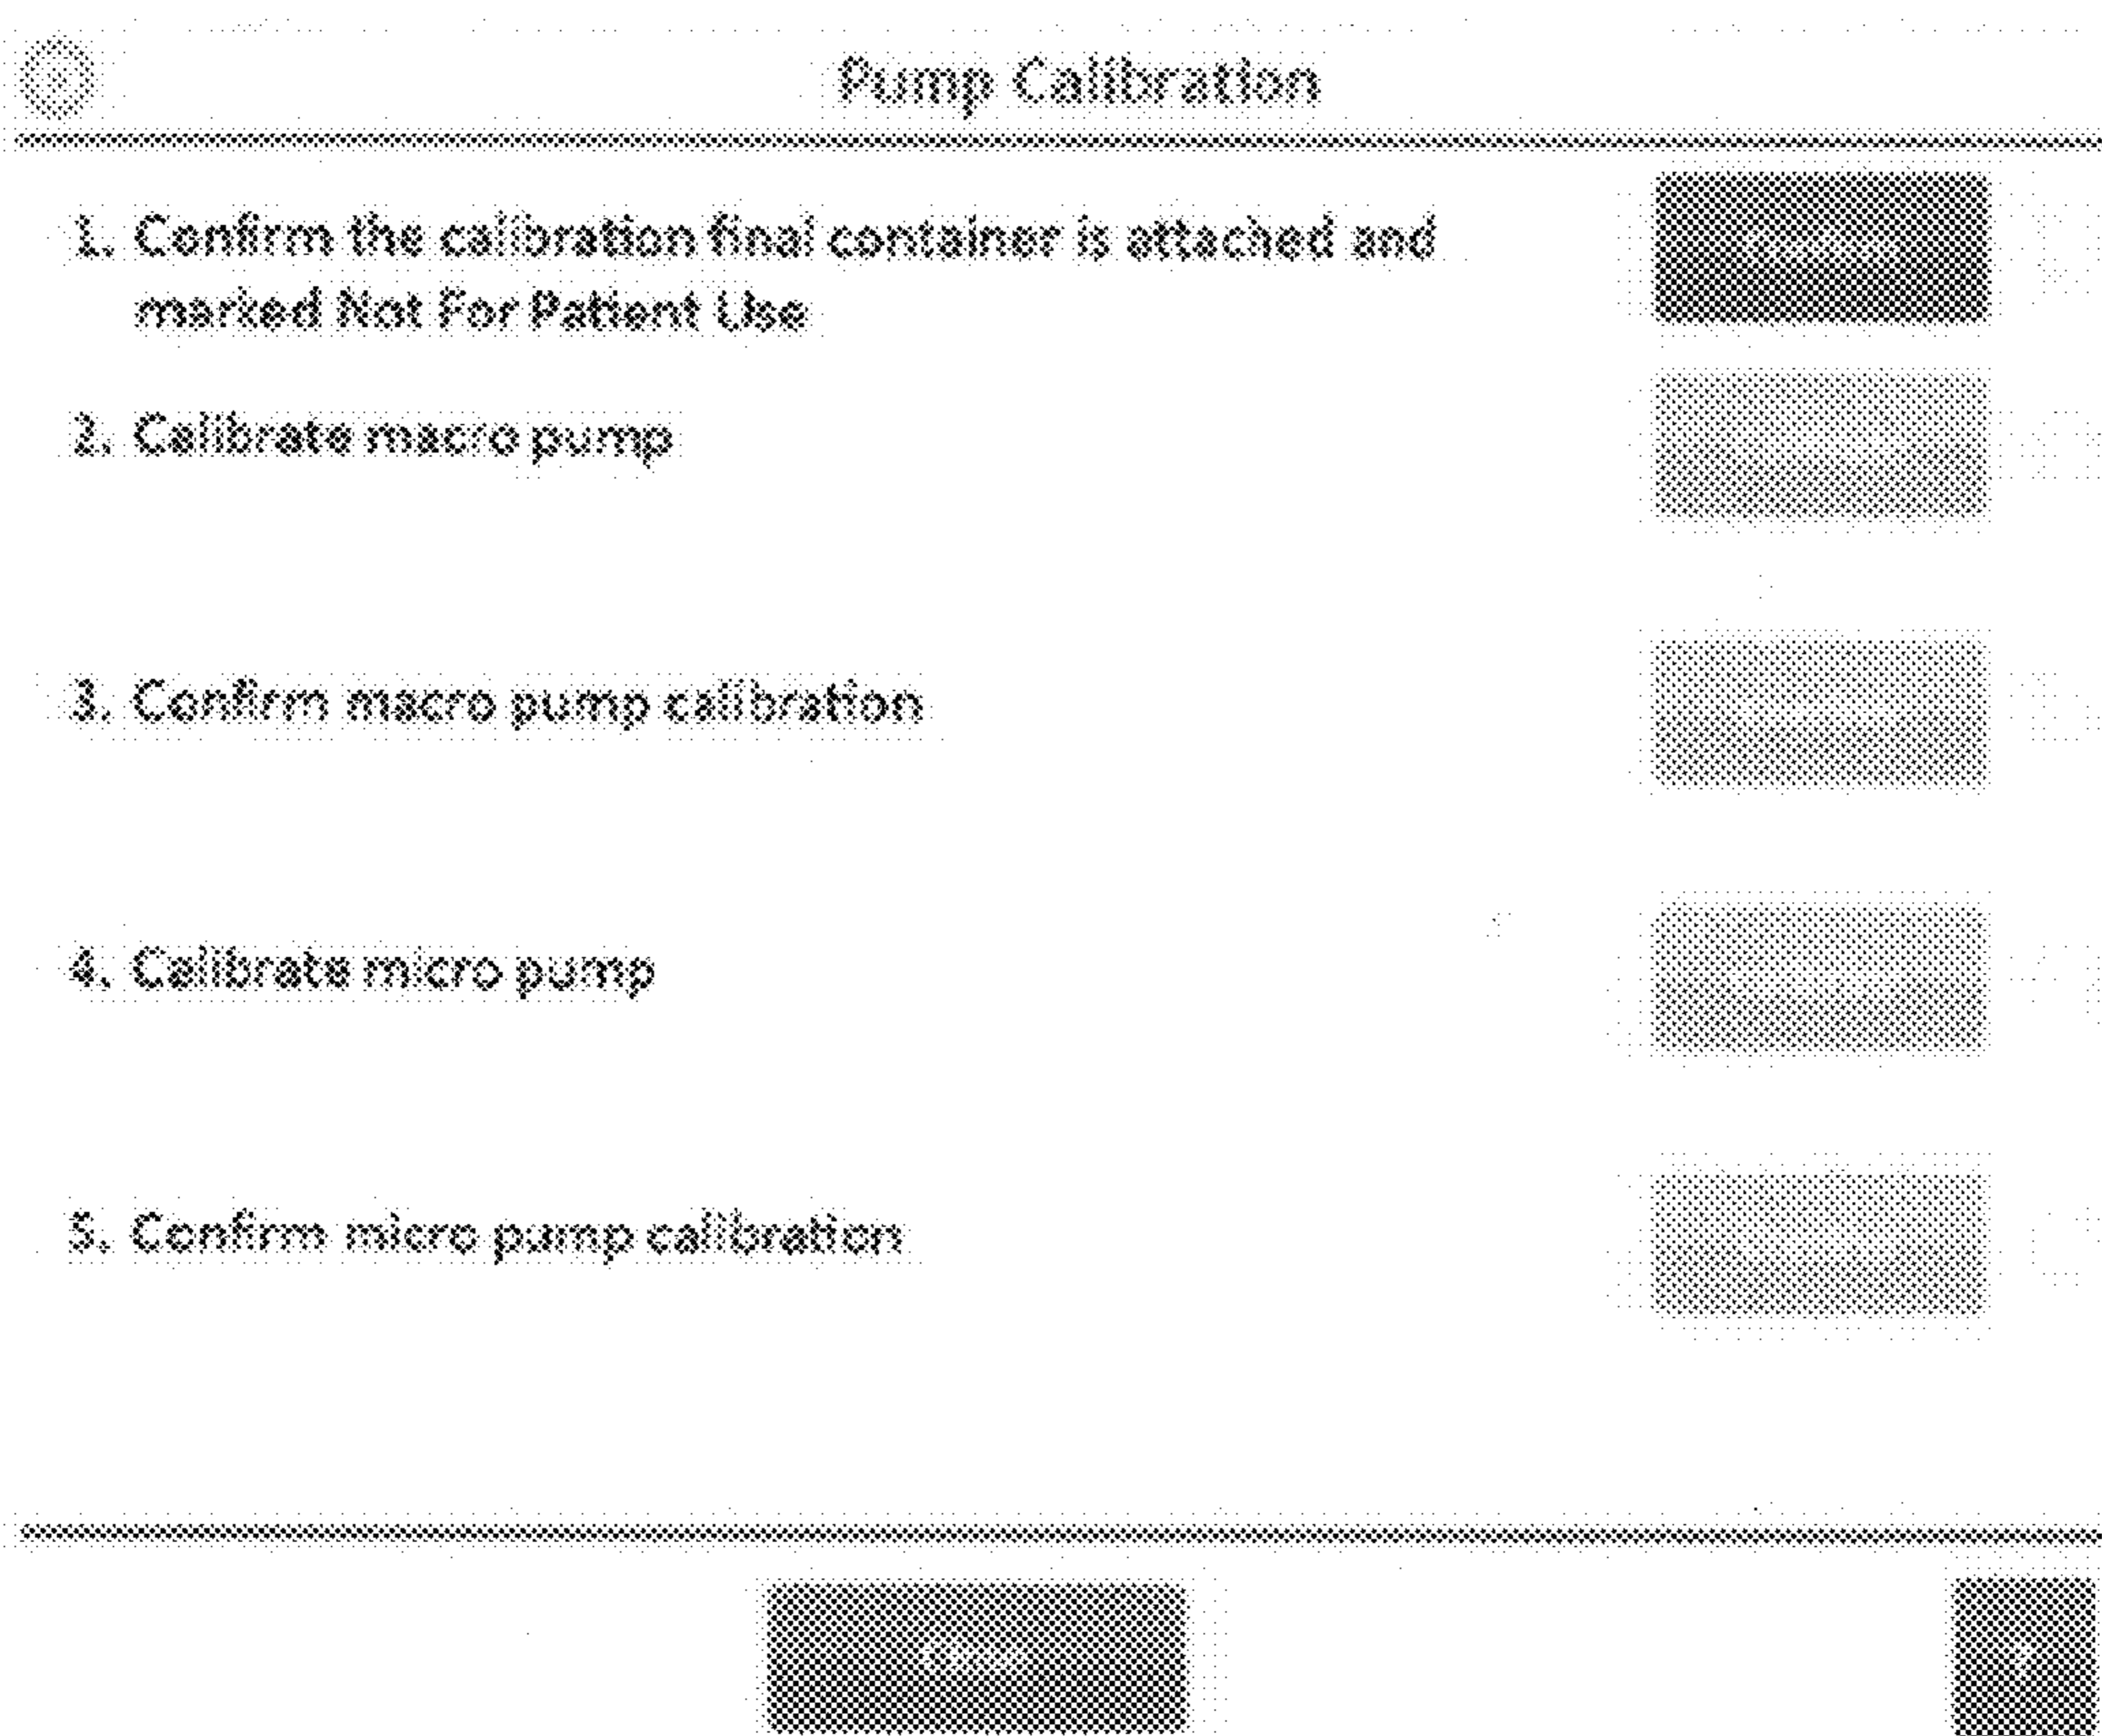 Pump Calibration
1. Confirm the calibration final container is attached and
marked Not For Patient Use
2. Calibrate macro pump
3. Confirm macro pump calibration
4. Calibrate micro pump
5. Confirm micro pump calibration
?